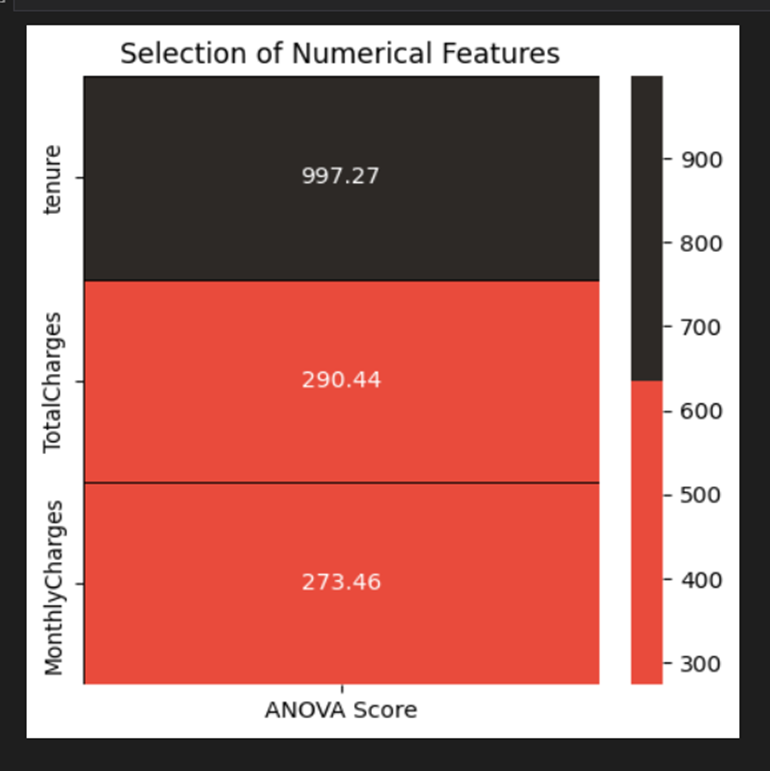 Selection of Numerical Features
tenure
997.27
TotalCharges
290.44
MonthlyCharges
273.46
ANOVA Score
900
800
700
600
500
400
300